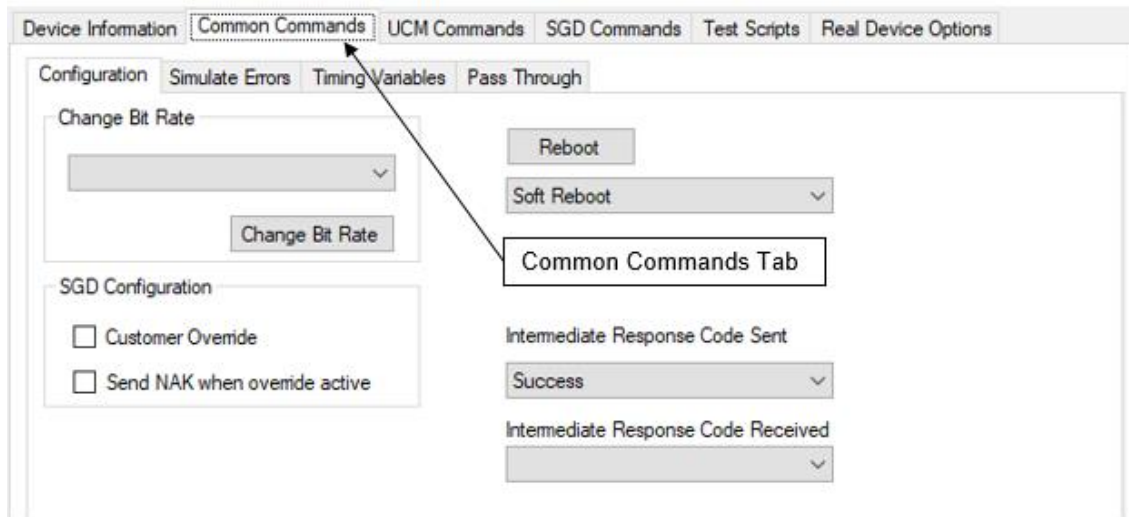 Device Information Common Commands UCM Commands SGD Commands Test Scripts Real Device Options
Configuration Simulate Errors Timing Variables Pass Through
Change Bit Rate
Reboot
Soft Reboot
Change Bit Rate
Common Commands Tab
SGD Configuration
Customer Override
Send NAK when override active
Intermediate Response Code Sent
Success
Intermediate Response Code Received